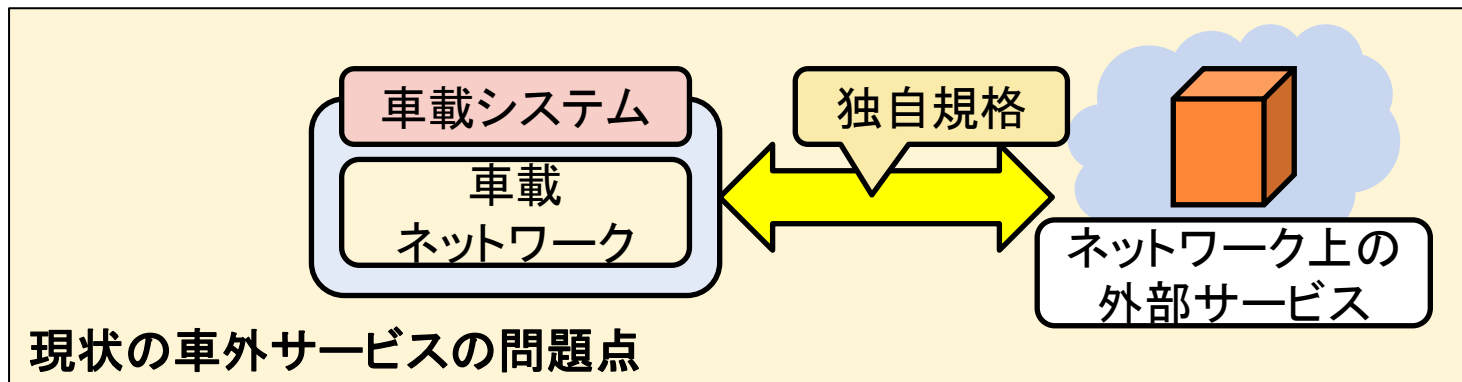 車載システム
車載
ネットワーク
独自規格
ネットワーク上の
外部サービス
現状の車外サービスの問題点